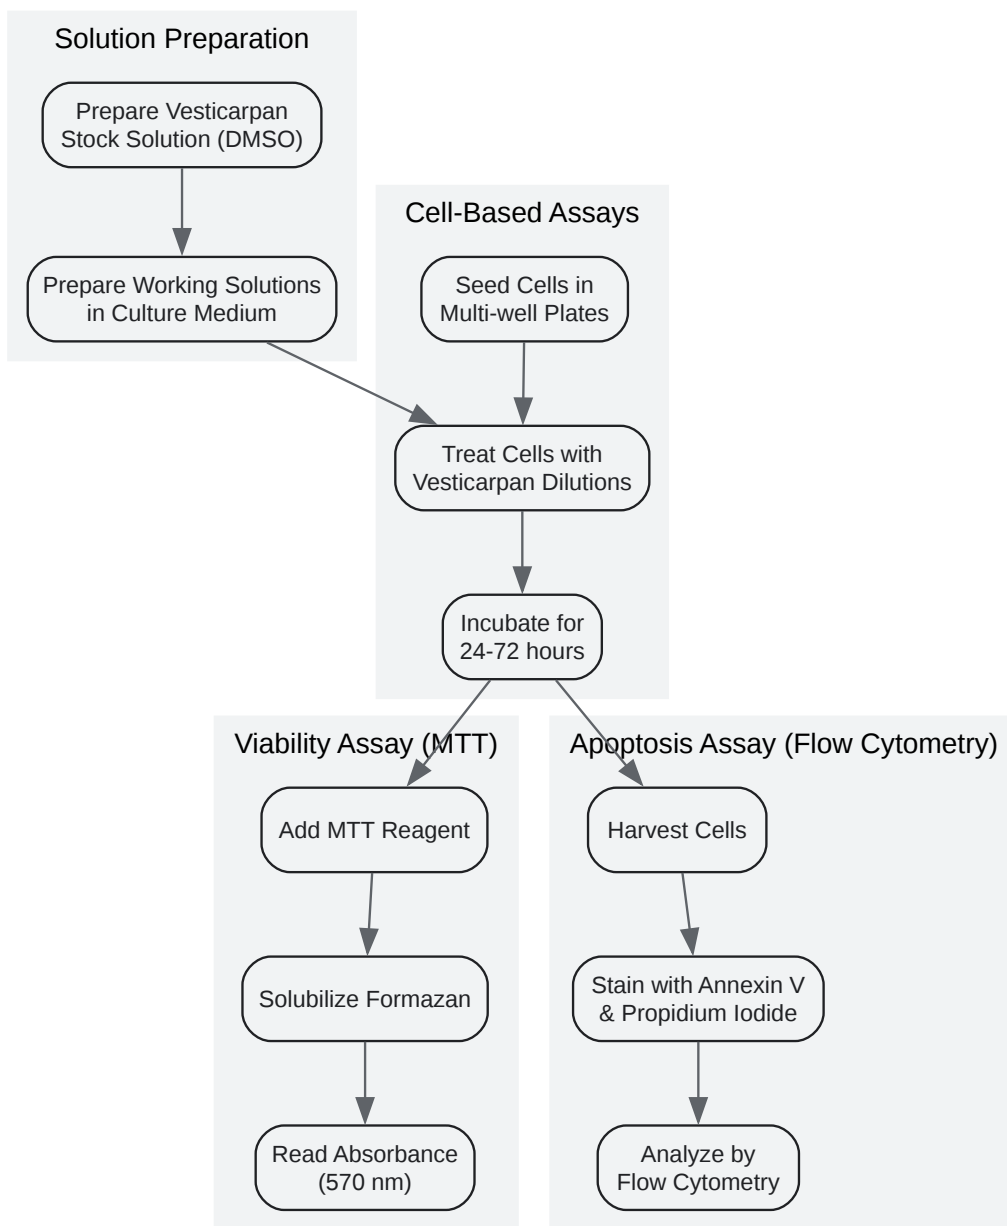 Solution Preparation
Prepare Vesticarpan
Stock Solution (DMSO)
Prepare Working Solutions
in Culture Medium
Cell-Based Assays
Seed Cells in
Multi-well Plates
Treat Cells with
Vesticarpan Dilutions
Incubate for
24-72 hours
Viability Assay (MTT)
Add MTT Reagent
Solubilize Formazan
Read Absorbance
(570 nm)
Apoptosis Assay (Flow Cytometry)
Harvest Cells
Stain with Annexin V
& Propidium Iodide
Analyze by
Flow Cytometry